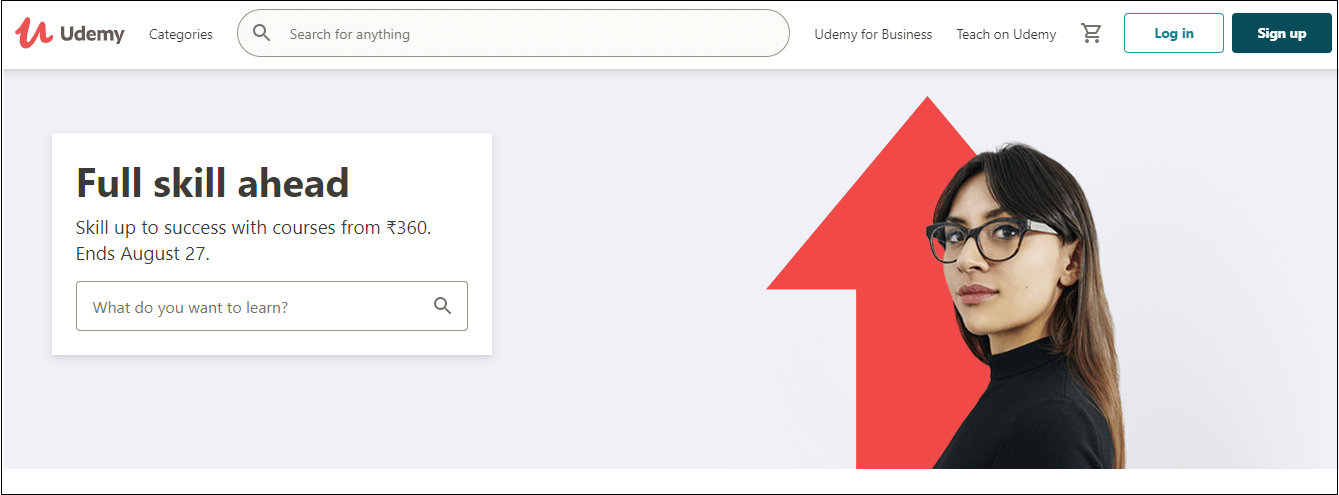 Udemy
Categories
Search for anything
Udemy for Business
Teach on Udemy
Log in
Sign up
Full skill ahead
Skill up to success with courses from ₹360.
Ends August 27.
What do you want to learn?